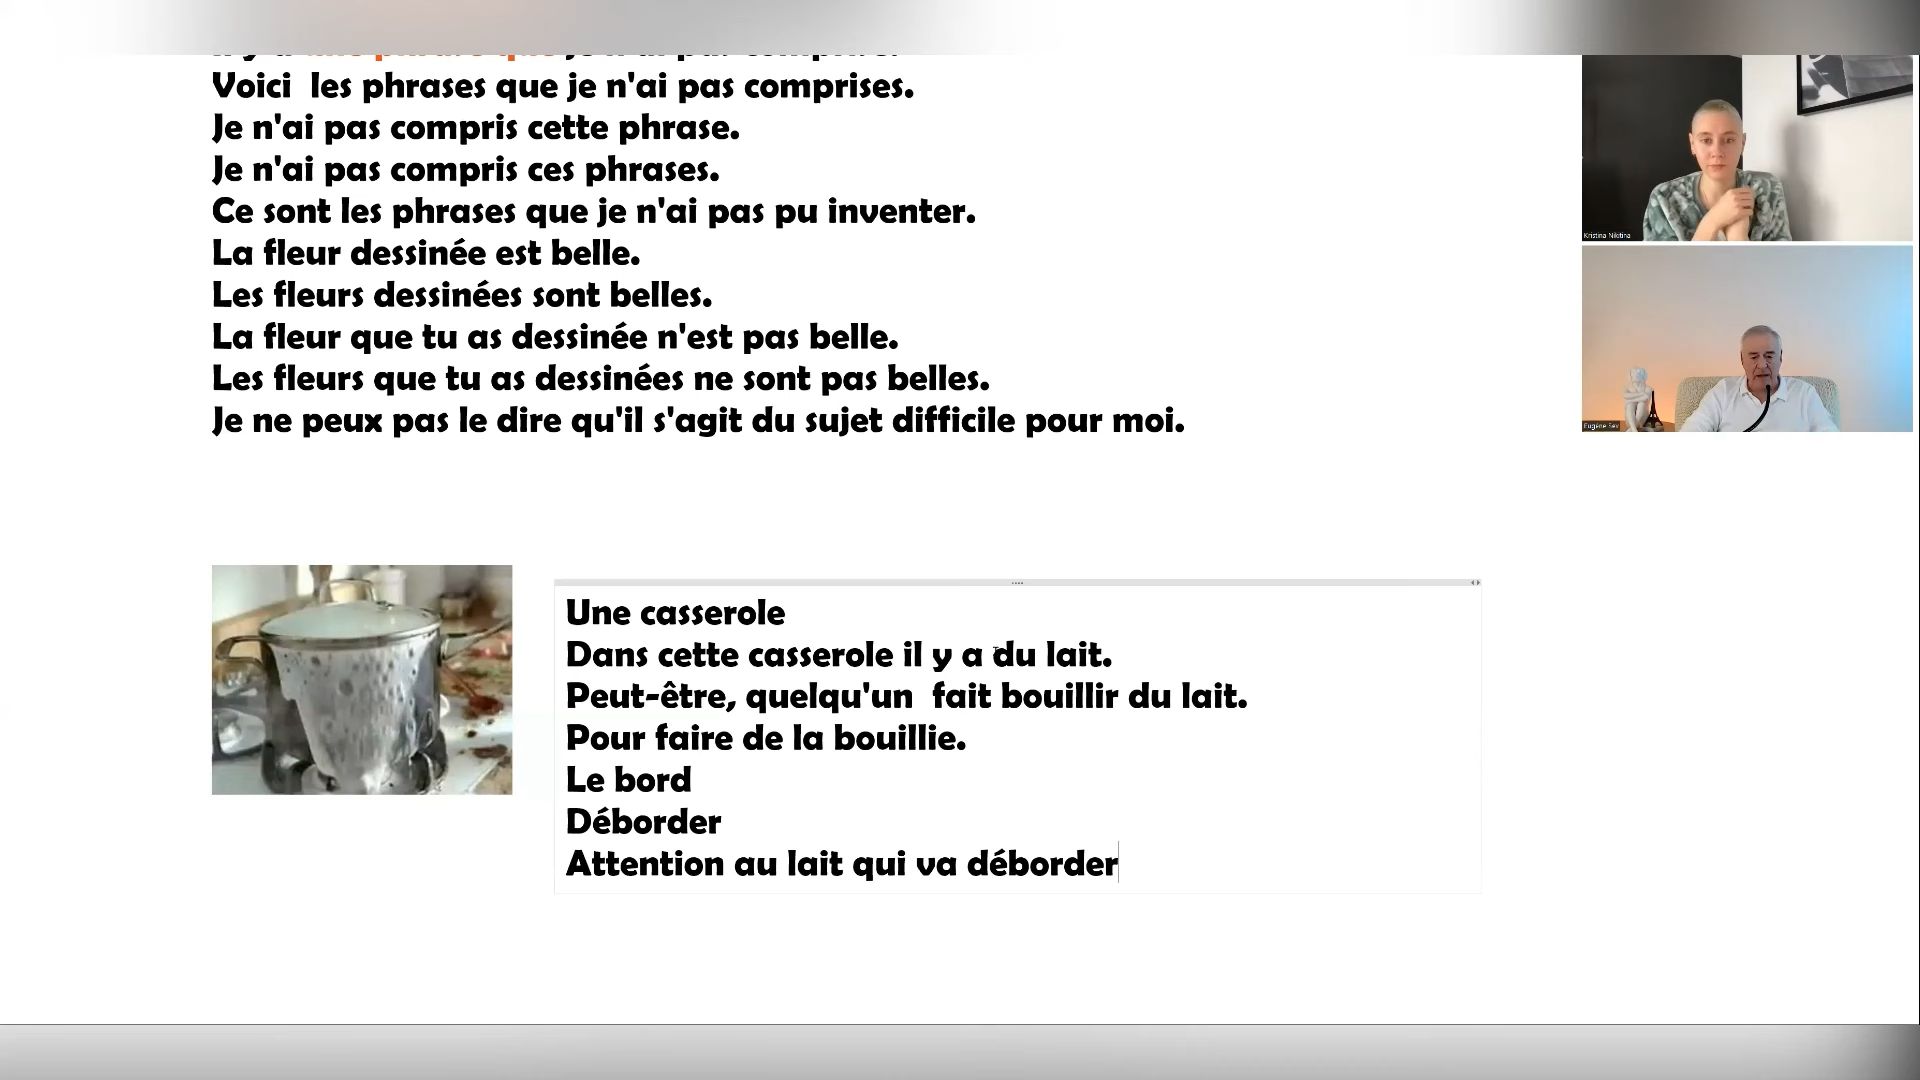 Voici les phrases que je n'ai pas comprises.
Je n'ai pas compris cette phrase.
Je n'ai pas compris ces phrases.
Ce sont les phrases que je n'ai pas pu inventer.
La fleur dessinée est belle.
Les fleurs dessinées sont belles.
La fleur que tu as dessinée n'est pas belle.
Les fleurs que tu as dessinées ne sont pas belles.
Je ne peux pas le dire qu'il s'agit du sujet difficile pour moi.
Une casserole
Dans cette casserole il y a du lait.
Peut-être, quelqu'un fait bouillir du lait.
Pour faire de la bouillie.
Le bord
Déborder
Attention au lait qui va déborder
Kristina Nikitina